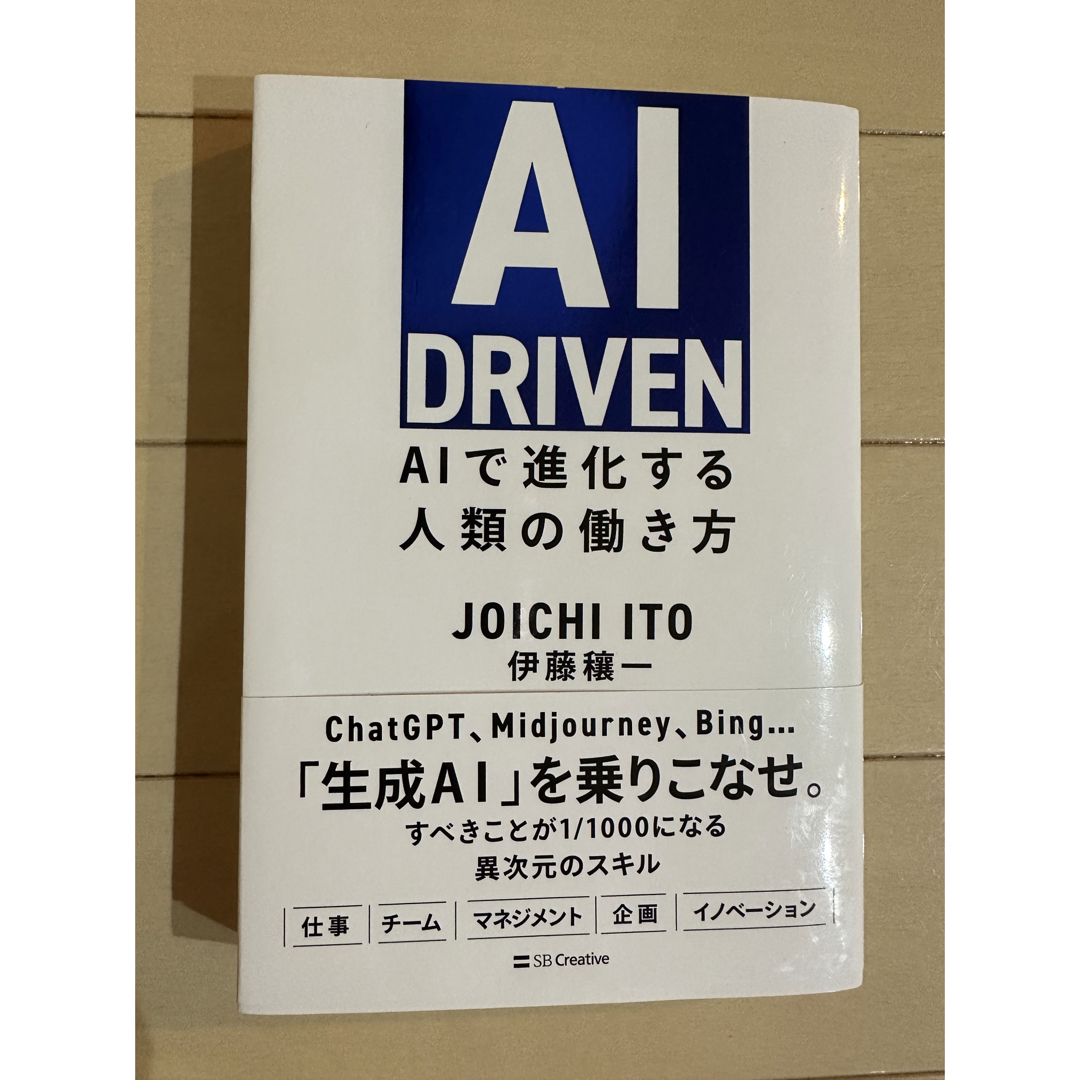 AI
DRIVEN
AIで進化する
人類の働き方
JOICHI ITO
伊藤穰一
ChatGPT、Midjourney、Bing...
「生成AI」を乗りこなせ。
すべきことが1/1000になる
異次元のスキル
仕事 チーム マネジメント 企画 イノベーション
SB Creative